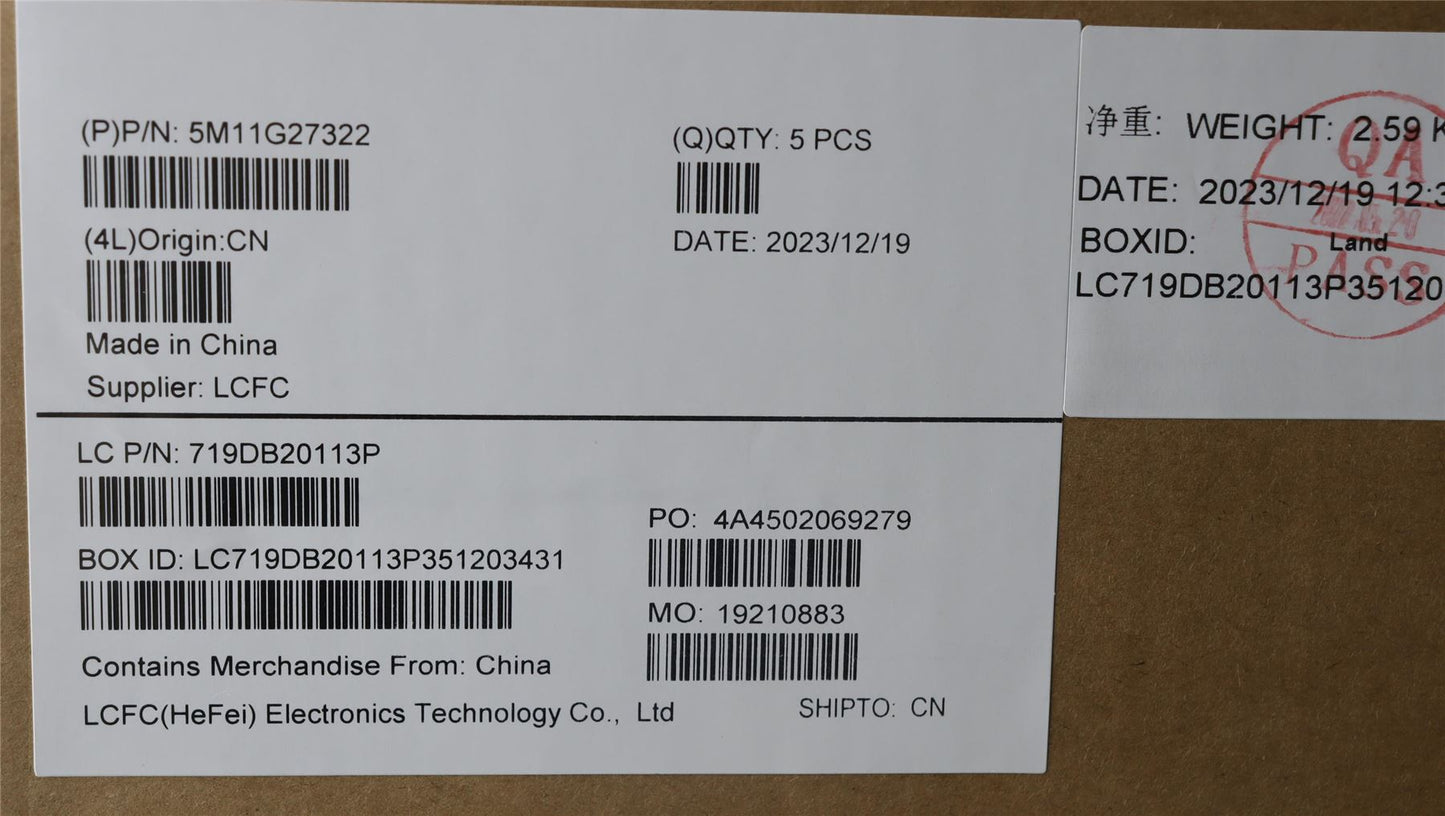 (P)P/N: 5M11G27322
(Q)QTY: 5 PCS
(4L)Origin:CN
DATE: 2023/12/19
Made in China
Supplier: LCFC
LC P/N: 719DB20113P
PO: 4A4502069279
BOX ID: LC719DB20113P351203431
MO: 19210883
Contains Merchandise From: China
LCFC(HeFei) Electronics Technology Co., Ltd
SHIPTO: CN
净重: WEIGHT: 2.59
DATE: 2023/12/19 12:3
BOXID:
Land
LC719DB20113P35120
QA
PASS